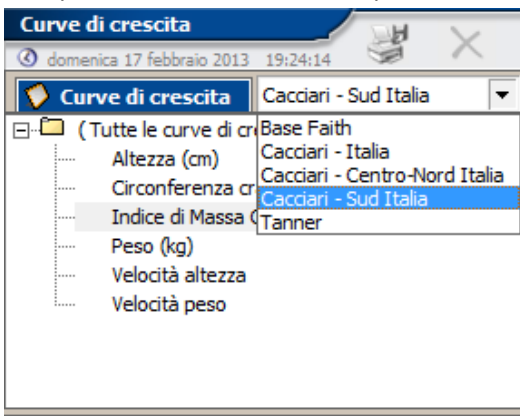 Curve di crescita
domenica 17 febbraio 2013 19:24:14
Curve di crescita Cacciari - Sud Italia
( Tutte le curve di cr
Base Faith
Cacciari - Italia
Cacciari - Centro-Nord Italia
Cacciari - Sud Italia
Tanner
Altezza (cm)
Circonferenza cr
Indice di Massa
Peso (kg)
Velocità altezza
Velocità peso